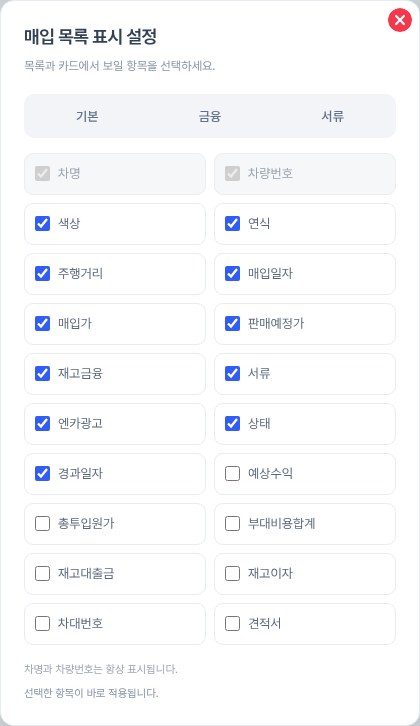 매입 목록 표시 설정
목록과 카드에서 보일 항목을 선택하세요.
기본 금융 서류
차명 차량번호
색상 연식
주행거리 매입일자
매입가 판매예정가
재고금융 서류
엔카광고 상태
경과일자 예상수익
총투입원가 부대비용합계
재고대출금 재고이자
차대번호 견적서
차명과 차량번호는 항상 표시됩니다.
선택한 항목이 바로 적용됩니다.